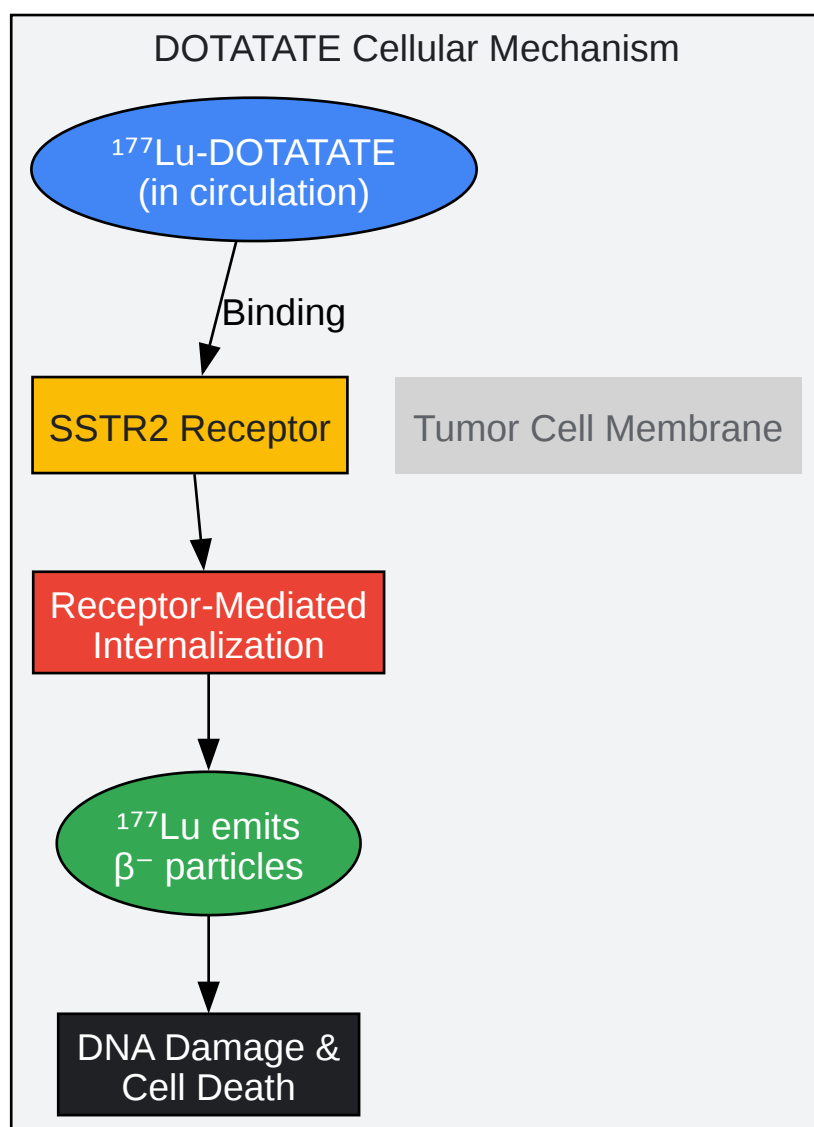 DOTATATE Cellular Mechanism
¹⁷⁷Lu-DOTATATE
(in circulation)
Binding
SSTR2 Receptor
Tumor Cell Membrane
Receptor-Mediated
Internalization
¹⁷⁷Lu emits
β⁻ particles
DNA Damage &
Cell Death